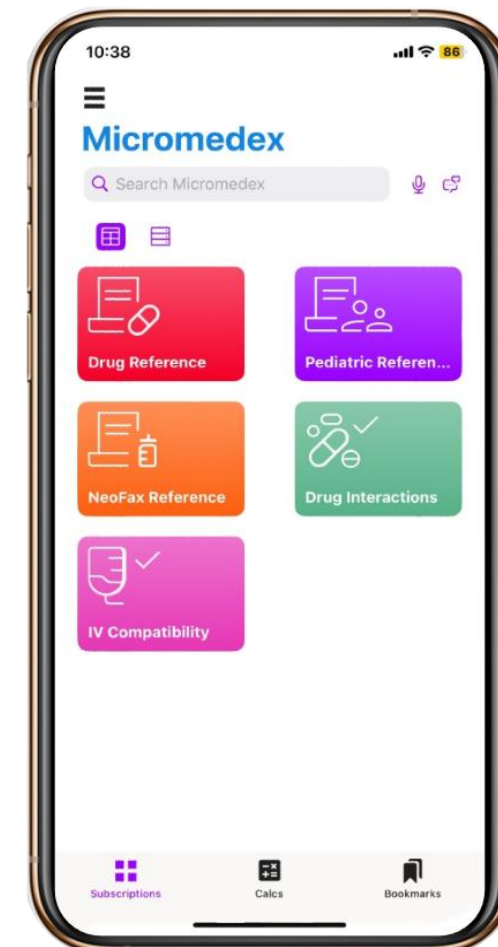 10:38
86
Micromedex
Search Micromedex
Drug Reference
Pediatric Referen...
NeoFax Reference
Drug Interactions
IV Compatibility
Subscriptions
Calcs
Bookmarks